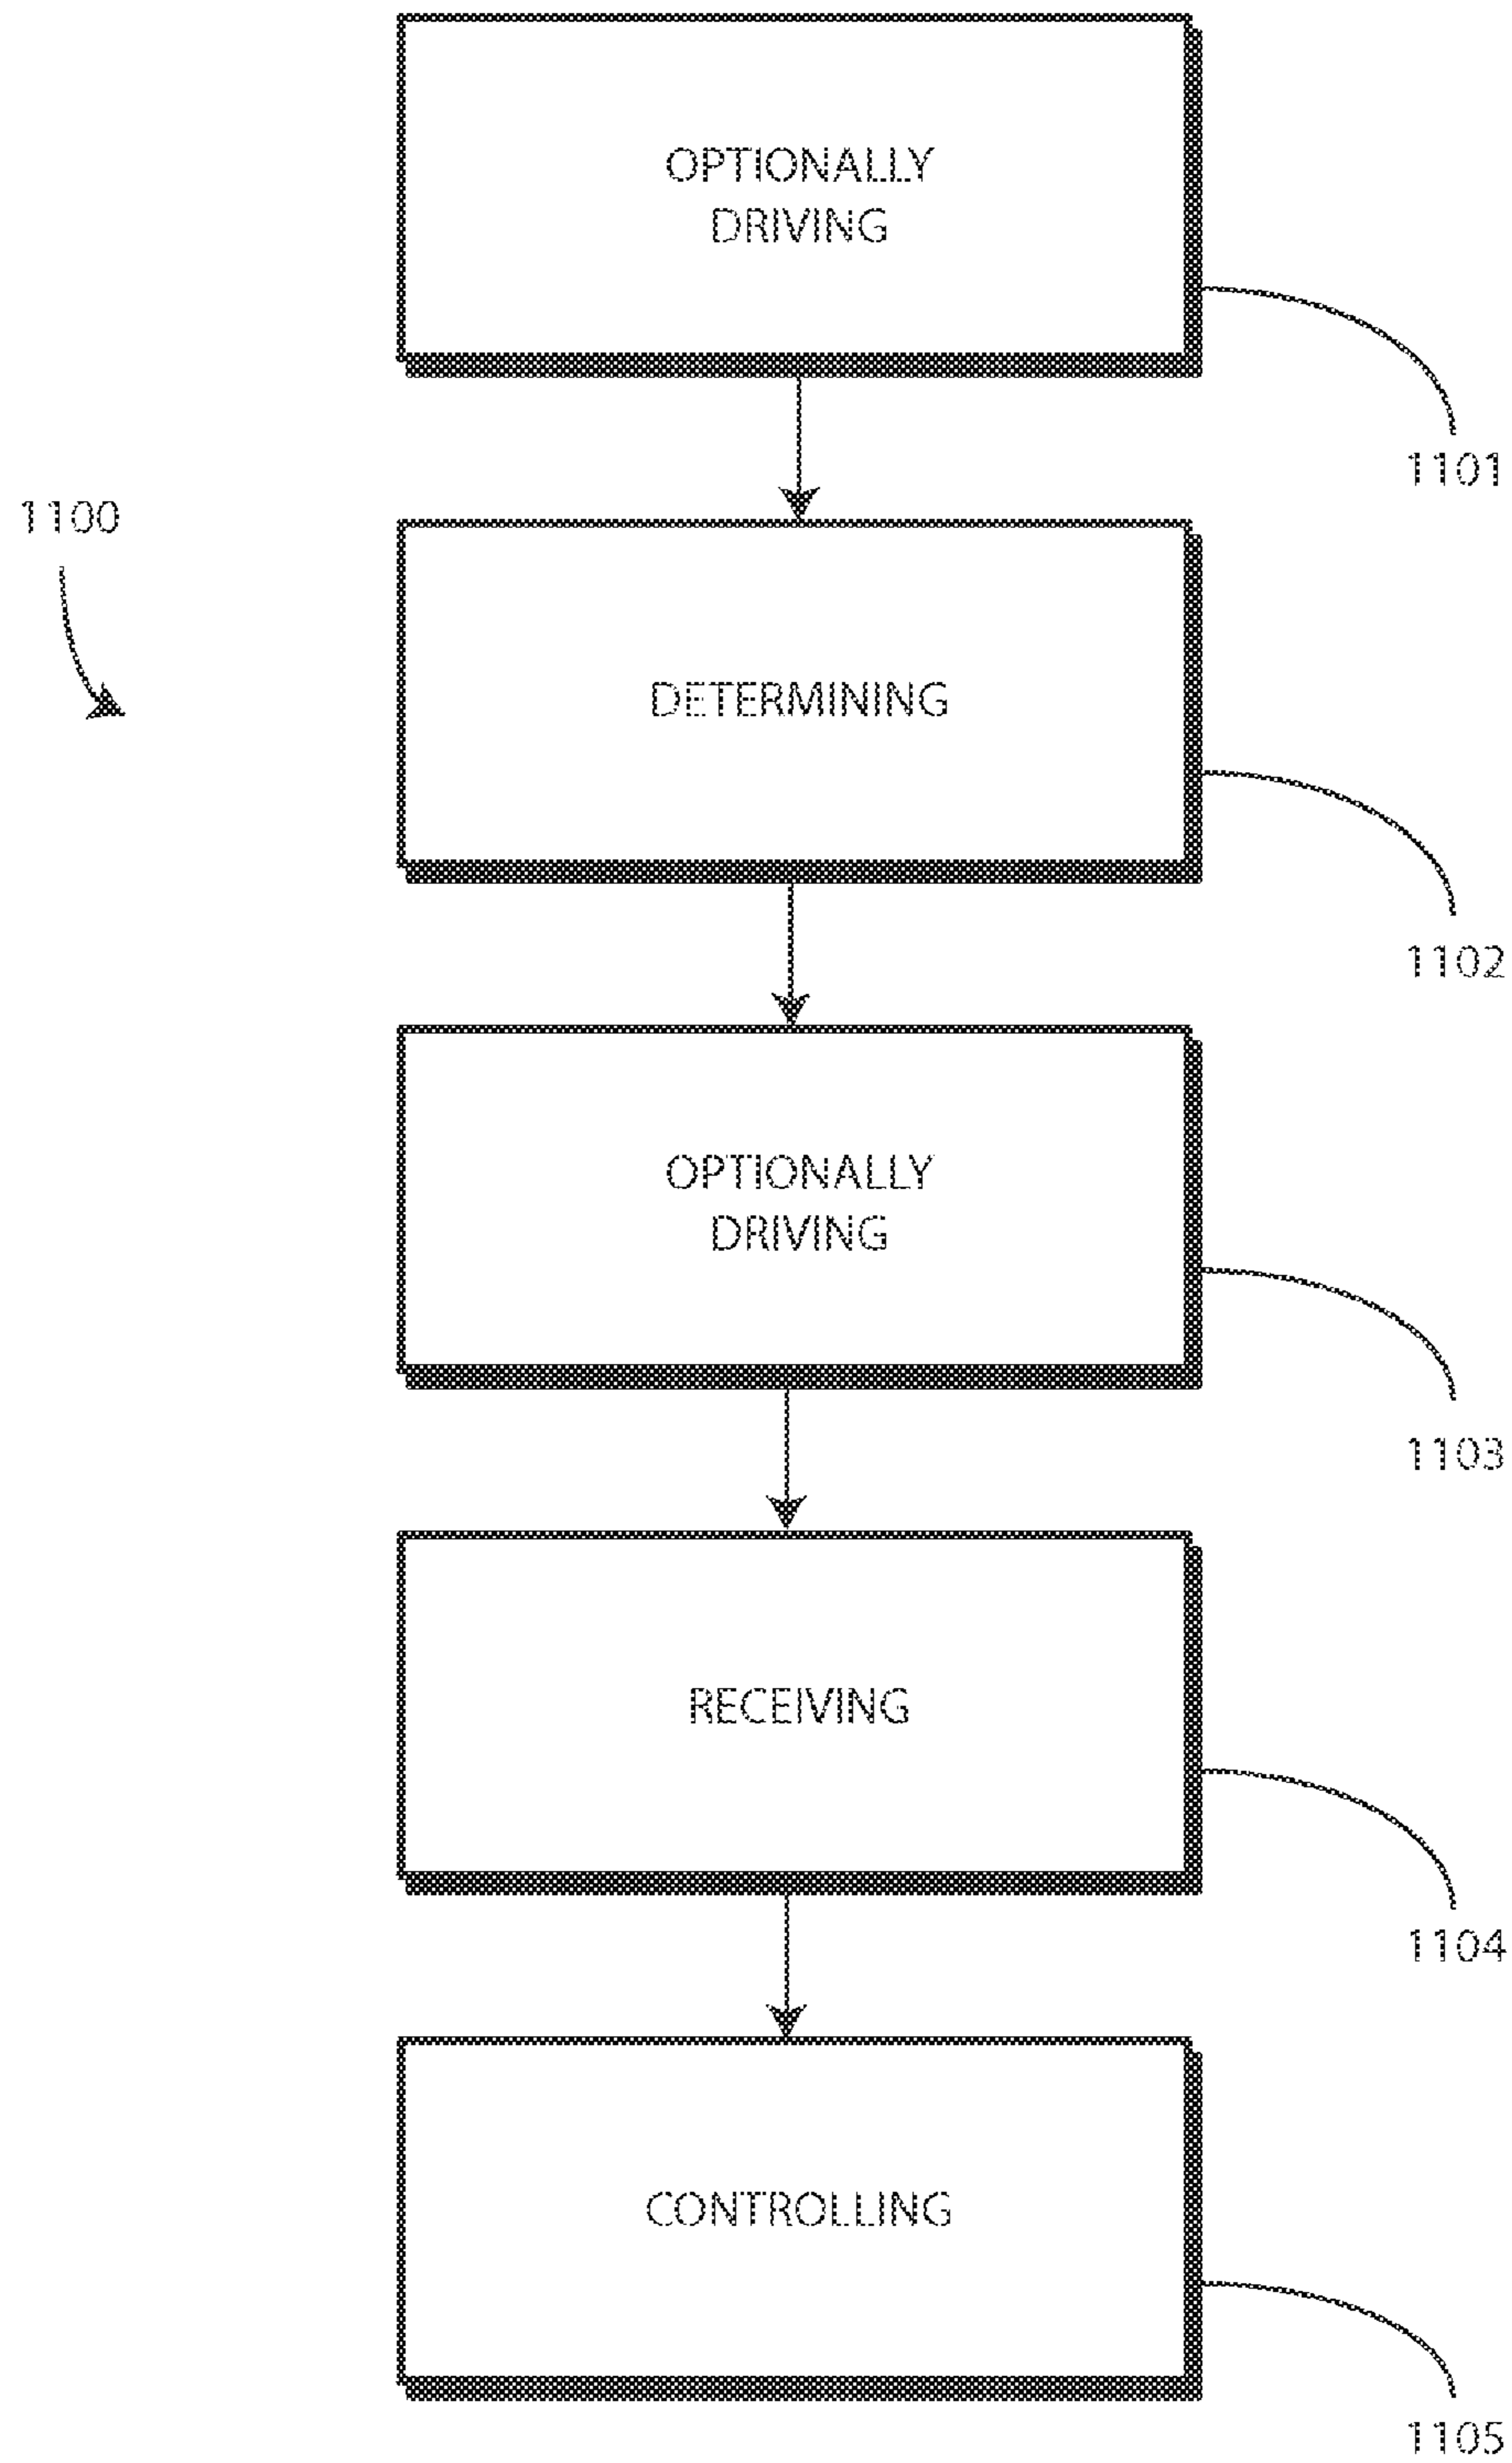 OPTIONALLY
DRIVING
1101
1100
DETERMINING
1102
OPTIONALLY
DRIVING
1103
RECEIVING
1104
CONTROLLING
1105